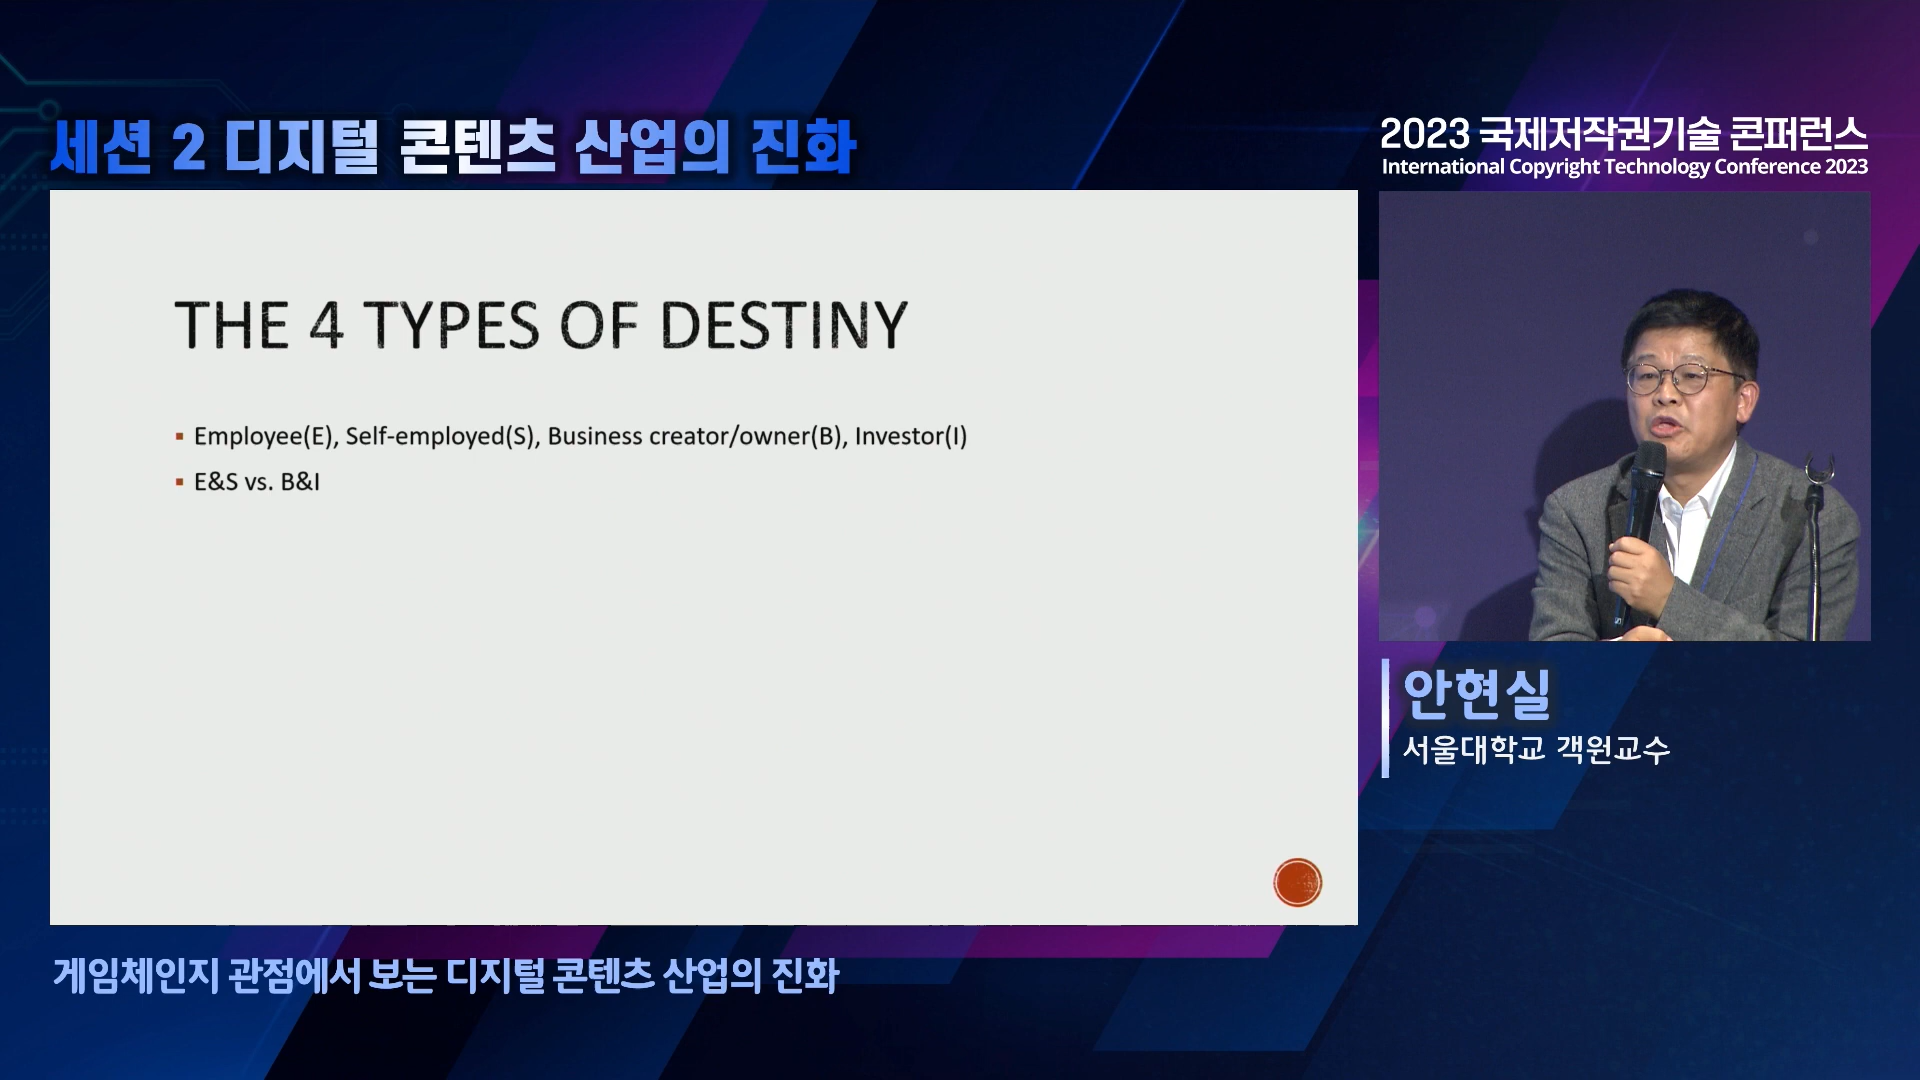 세션 2 디지털 콘텐츠 산업의 진화
2023 국제저작권기술 콘퍼런스
International Copyright Technology Conference 2023
THE 4 TYPES OF DESTINY
▪ Employee(E), Self-employed(S), Business creator/owner(B), Investor(I)
▪ E&S vs. B&I
안현실
서울대학교 객원교수
게임체인지 관점에서 보는 디지털 콘텐츠 산업의 진화